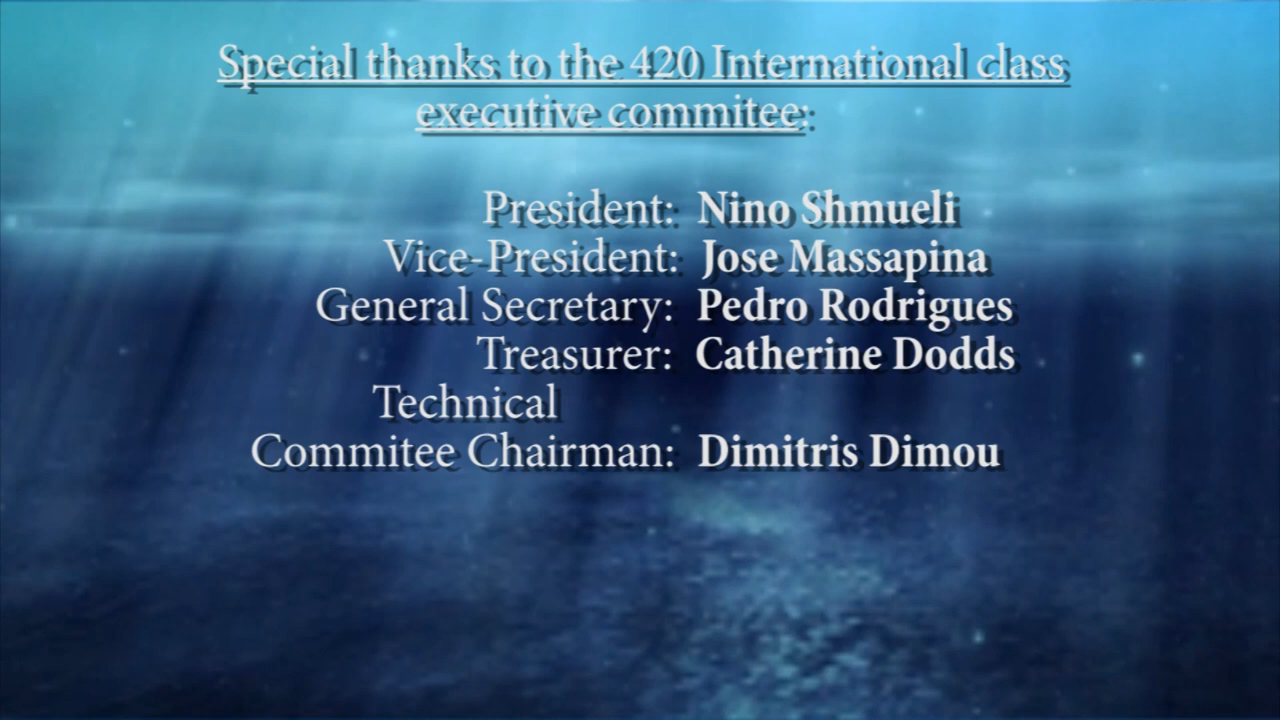 Special thanks to the 420 International class
executive commitee:
President: Nino Shmueli
Vice-President: Jose Massapina
General Secretary: Pedro Rodrigues
Treasurer: Catherine Dodds
Technical
Commitee Chairman: Dimitris Dimou